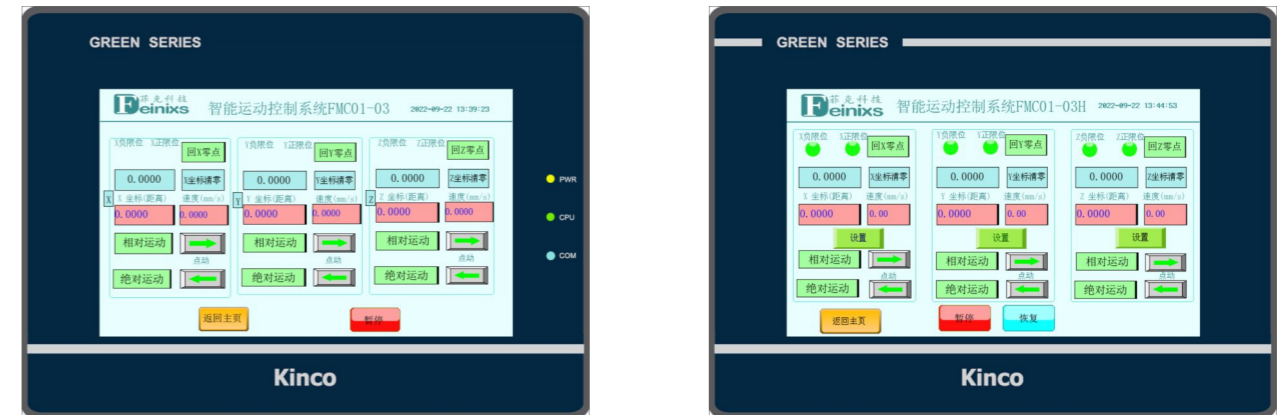 GREEN SERIES
菲克科技
Feinixs
智能运动控制系统FMC01-03
2022-09-22 13:39:23
X负限位 X正限位
回X零点
Y负限位 Y正限位
回Y零点
Z负限位 Z正限位
回Z零点
0.0000
X坐标清零
0.0000
Y坐标清零
0.0000
Z坐标清零
X
X 坐标(距离)
速度(mm/s)
Y
Y 坐标(距离)
速度(mm/s)
Z
Z 坐标(距离)
速度(mm/s)
0.0000
0.0000
0.0000
0.0000
0.0000
0.0000
相对运动
相对运动
相对运动
点动
点动
点动
绝对运动
绝对运动
绝对运动
返回主页
暂停
PWR
CPU
COM
Kinco
GREEN SERIES
菲克科技
Feinixs
智能运动控制系统FMC01-03H
2022-09-22 13:44:53
X负限位 X正限位
回X零点
Y负限位 Y正限位
回Y零点
Z负限位 Z正限位
回Z零点
0.0000
X坐标清零
0.0000
Y坐标清零
0.0000
Z坐标清零
X 坐标(距离)
速度(mm/s)
Y 坐标(距离)
速度(mm/s)
Z 坐标(距离)
速度(mm/s)
0.0000
0.00
0.0000
0.00
0.0000
0.00
设置
设置
设置
相对运动
相对运动
相对运动
点动
点动
点动
绝对运动
绝对运动
绝对运动
返回主页
暂停
恢复
Kinco